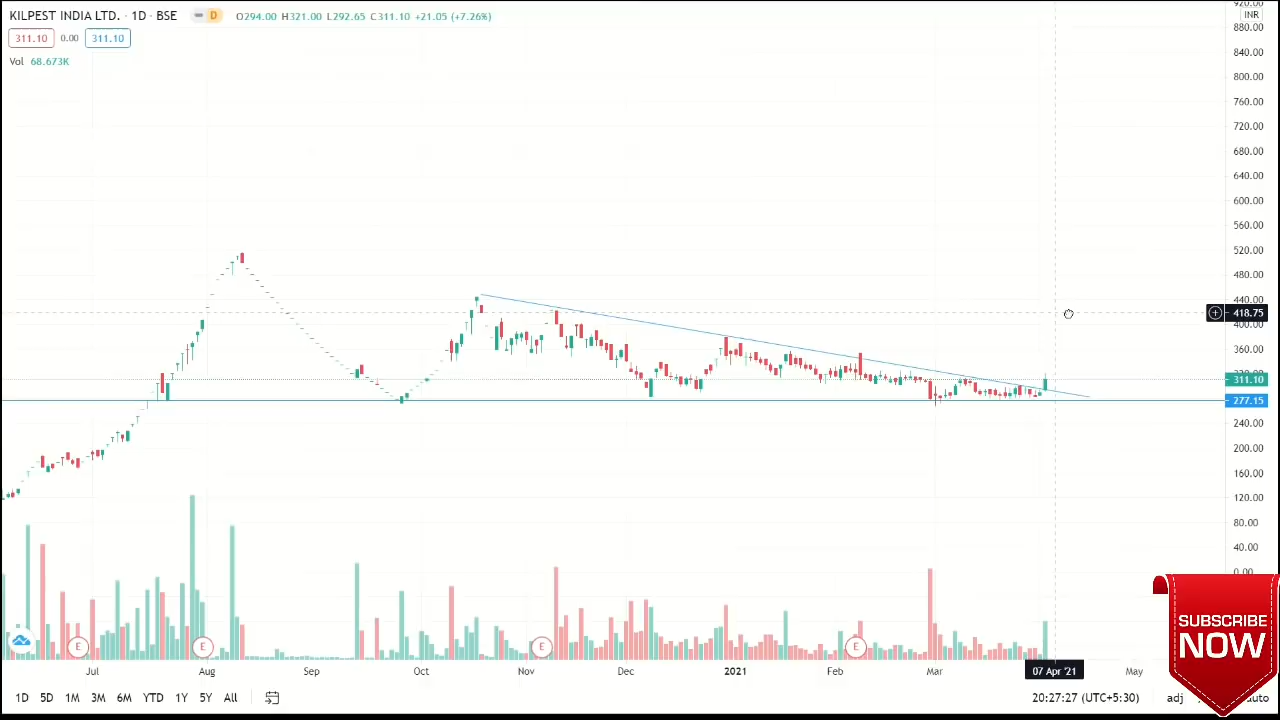 KILPEST INDIA LTD. · 1D · BSE D O294.00 H321.00 L292.65 C311.10 +21.05 (+7.26%)
311.10 0.00 311.10
Vol 68.673K
920.00
INR
880.00
840.00
800.00
760.00
720.00
680.00
640.00
600.00
560.00
520.00
480.00
440.00
418.75
400.00
360.00
311.10
277.15
240.00
200.00
160.00
120.00
80.00
40.00
0.00
E E E E
Jul Aug Sep Oct Nov Dec 2021 Feb Mar 07 Apr '21 May
1D 5D 1M 3M 6M YTD 1Y 5Y All 20:27:27 (UTC+5:30) adj auto
SUBSCRIBE
NOW